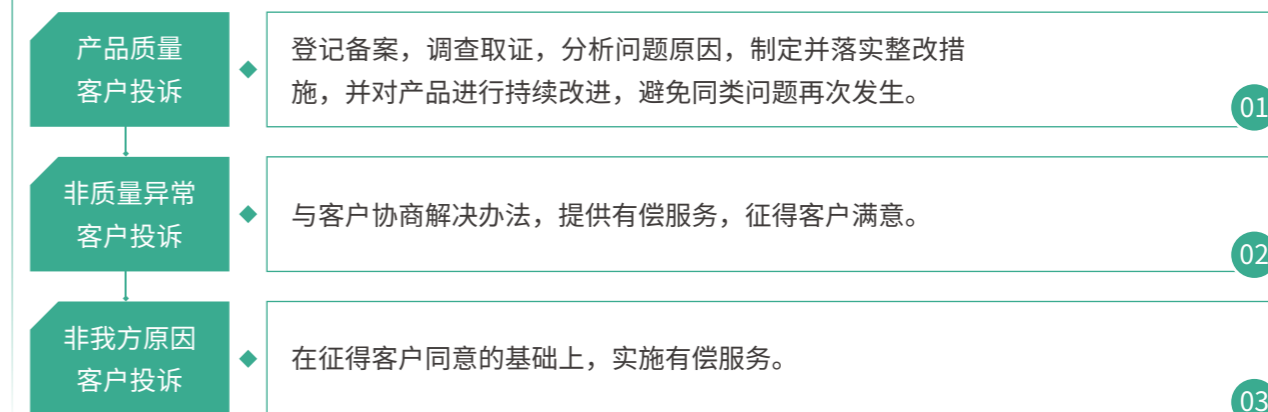 产品质量
客户投诉
登记备案，调查取证，分析问题原因，制定并落实整改措
施，并对产品进行持续改进，避免同类问题再次发生。
01
非质量异常
客户投诉
与客户协商解决办法，提供有偿服务，征得客户满意。
02
非我方原因
客户投诉
在征得客户同意的基础上，实施有偿服务。
03